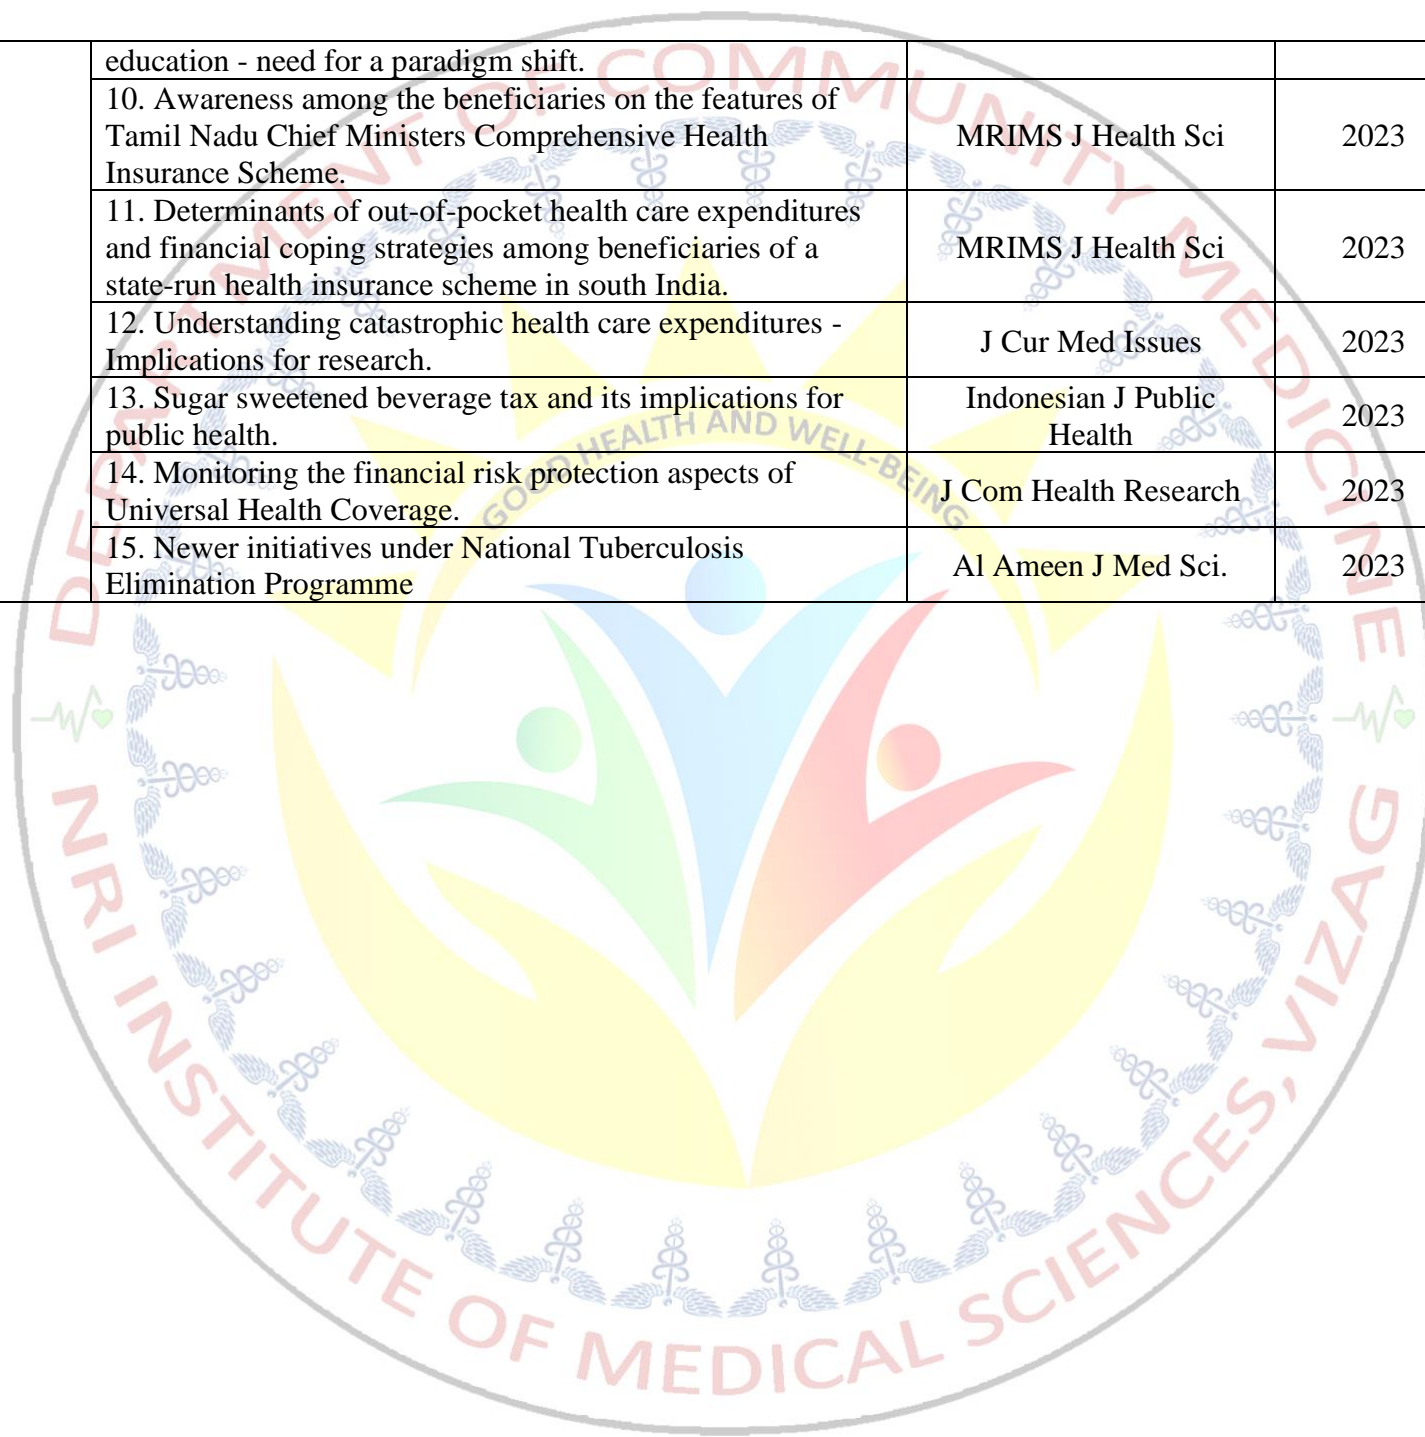 education - need for a paradigm shift.
10. Awareness among the beneficiaries on the features of
Tamil Nadu Chief Ministers Comprehensive Health
Insurance Scheme.
MRIMS J Health Sci
2023
11. Determinants of out-of-pocket health care expenditures
and financial coping strategies among beneficiaries of a
state-run health insurance scheme in south India.
MRIMS J Health Sci
2023
12. Understanding catastrophic health care expenditures -
Implications for research.
J Cur Med Issues
2023
13. Sugar sweetened beverage tax and its implications for
public health.
Indonesian J Public
Health
2023
14. Monitoring the financial risk protection aspects of
Universal Health Coverage.
J Com Health Research
2023
15. Newer initiatives under National Tuberculosis
Elimination Programme
Al Ameen J Med Sci.
2023
DEPARTMENT OF COMMUNITY MEDICINE
GOOD HEALTH AND WELL-BEING
NRI INSTITUTE OF MEDICAL SCIENCES, VIZAG